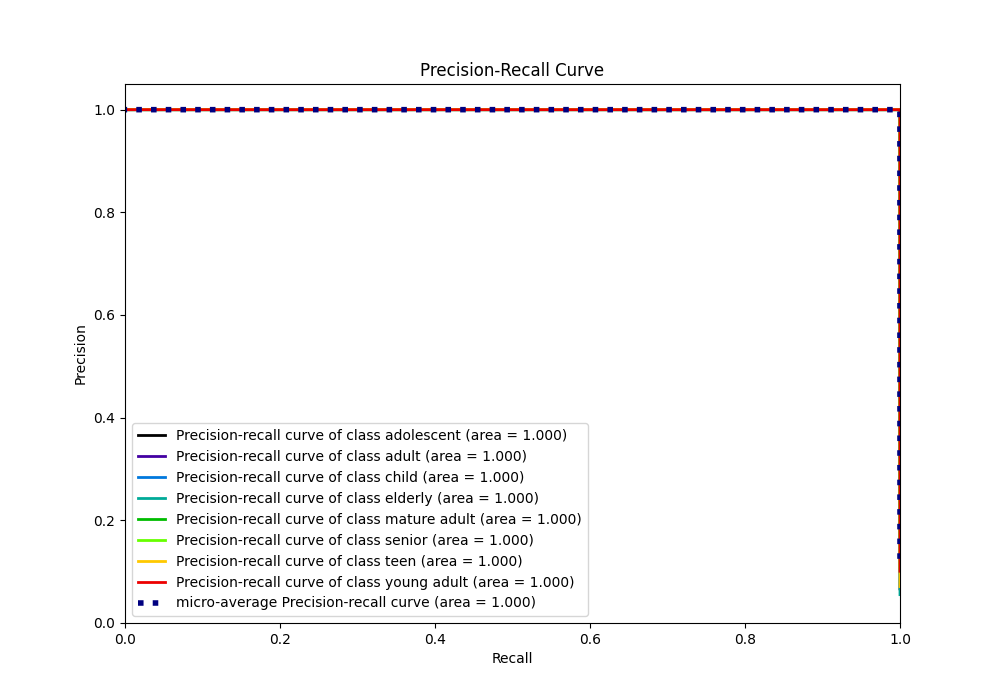 Precision-Recall Curve
1.0
0.8
0.6
0.4
0.2
0.0
Precision
Precision-recall curve of class adolescent (area = 1.000)
Precision-recall curve of class adult (area = 1.000)
Precision-recall curve of class child (area = 1.000)
Precision-recall curve of class elderly (area = 1.000)
Precision-recall curve of class mature adult (area = 1.000)
Precision-recall curve of class senior (area = 1.000)
Precision-recall curve of class teen (area = 1.000)
Precision-recall curve of class young adult (area = 1.000)
micro-average Precision-recall curve (area = 1.000)
0.0 0.2 0.4 0.6 0.8 1.0
Recall